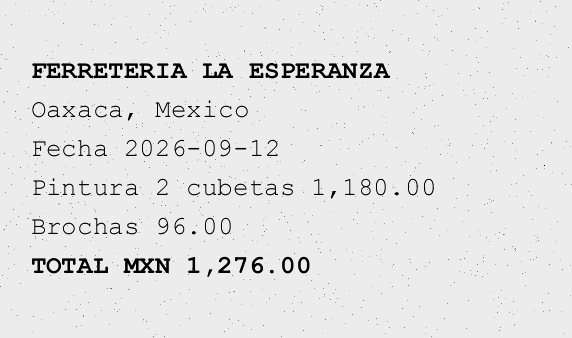 FERRETERIA LA ESPERANZA
Oaxaca, Mexico
Fecha 2026-09-12
Pintura 2 cubetas 1,180.00
Brochas 96.00
TOTAL MXN 1,276.00